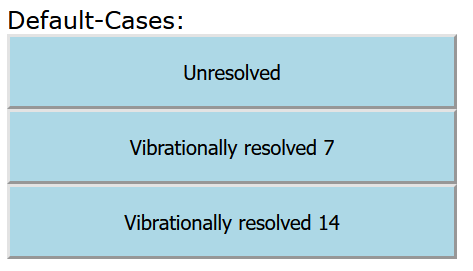 Default-Cases:
Unresolved
Vibrationally resolved 7
Vibrationally resolved 14